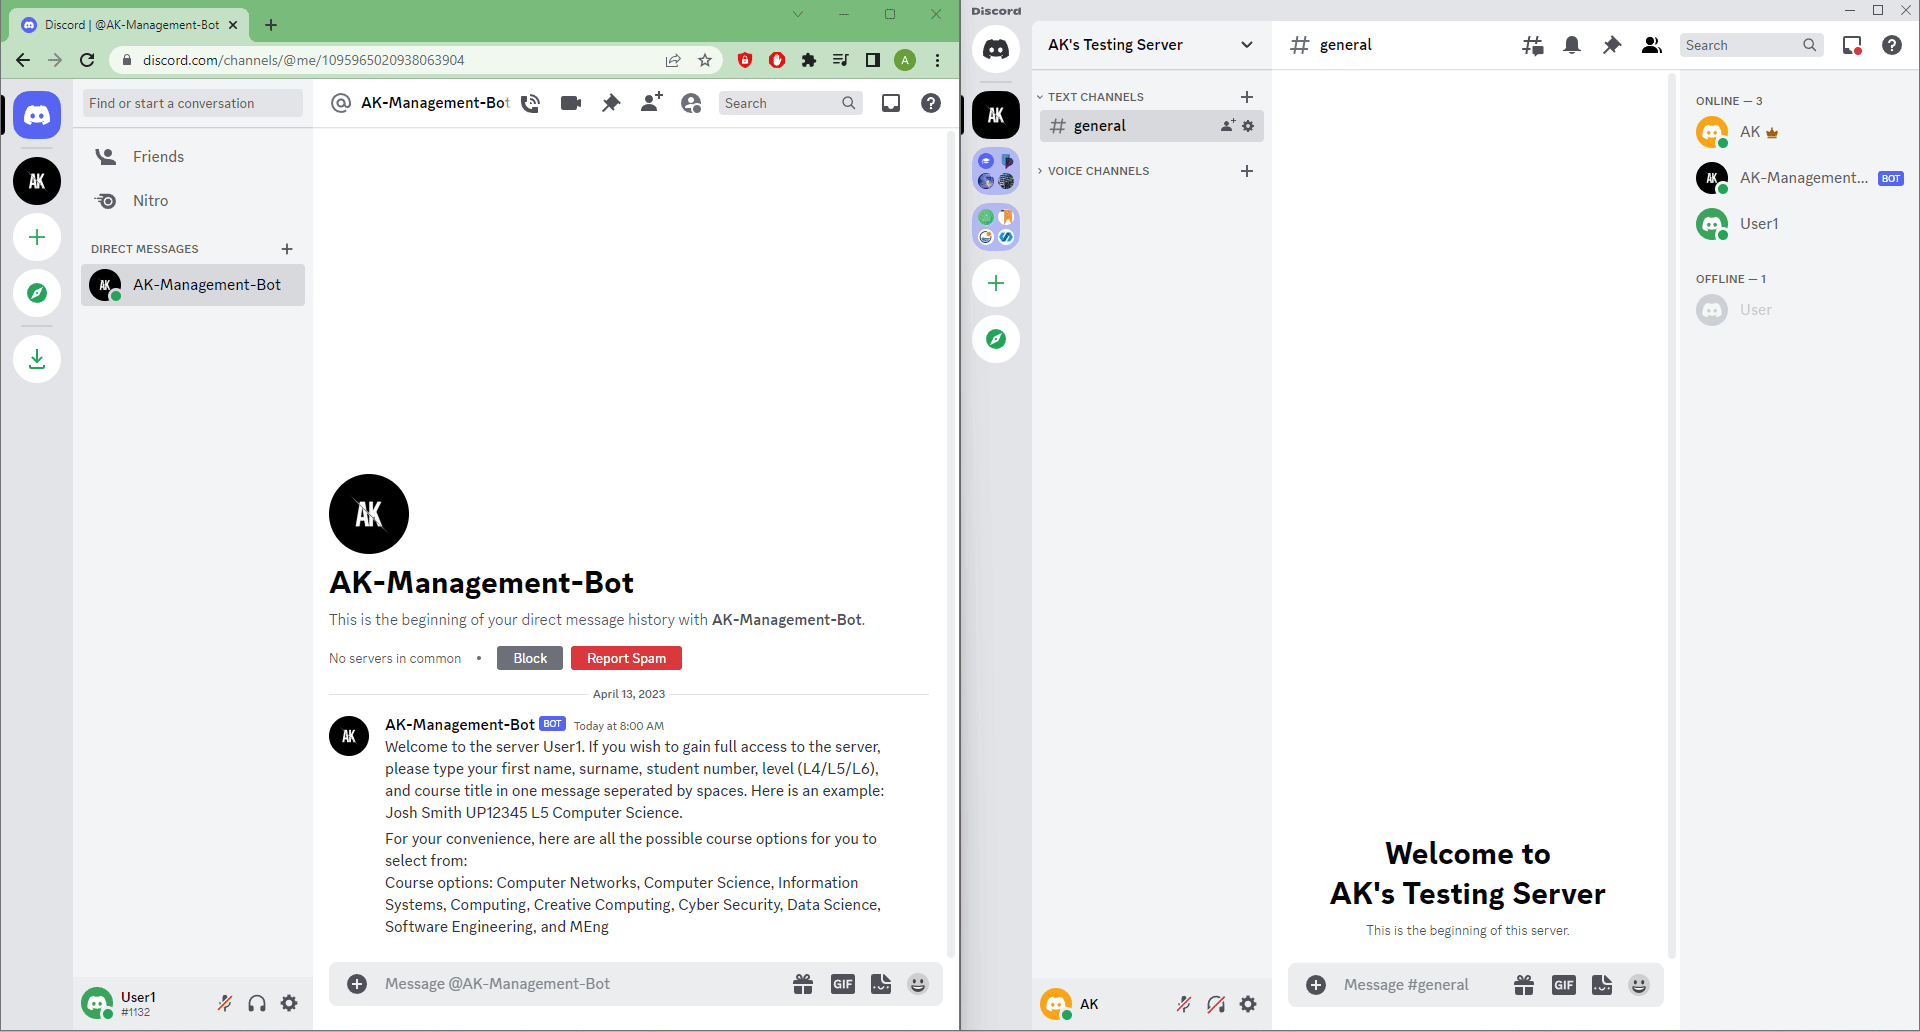 Discord | @AK-Management-Bot
discord.com/channels/@me/1095965020938063904
A
Find or start a conversation
AK-Management-Bot
Search
AK
Friends
Nitro
DIRECT MESSAGES
AK
AK-Management-Bot
AK
AK-Management-Bot
This is the beginning of your direct message history with AK-Management-Bot.
No servers in common • Block Report Spam
April 13, 2023
AK
AK-Management-Bot BOT Today at 8:00 AM
Welcome to the server User1. If you wish to gain full access to the server,
please type your first name, surname, student number, level (L4/L5/L6),
and course title in one message seperated by spaces. Here is an example:
Josh Smith UP12345 L5 Computer Science.
For your convenience, here are all the possible course options for you to
select from:
Course options: Computer Networks, Computer Science, Information
Systems, Computing, Creative Computing, Cyber Security, Data Science,
Software Engineering, and MEng
Message @AK-Management-Bot
GIF
User1
#1132
Discord
AK's Testing Server
general
Search
AK
TEXT CHANNELS
general
VOICE CHANNELS
ONLINE — 3
AK
AK
AK-Management... BOT
User1
OFFLINE — 1
User
Welcome to
AK's Testing Server
This is the beginning of this server.
Message #general
GIF
AK